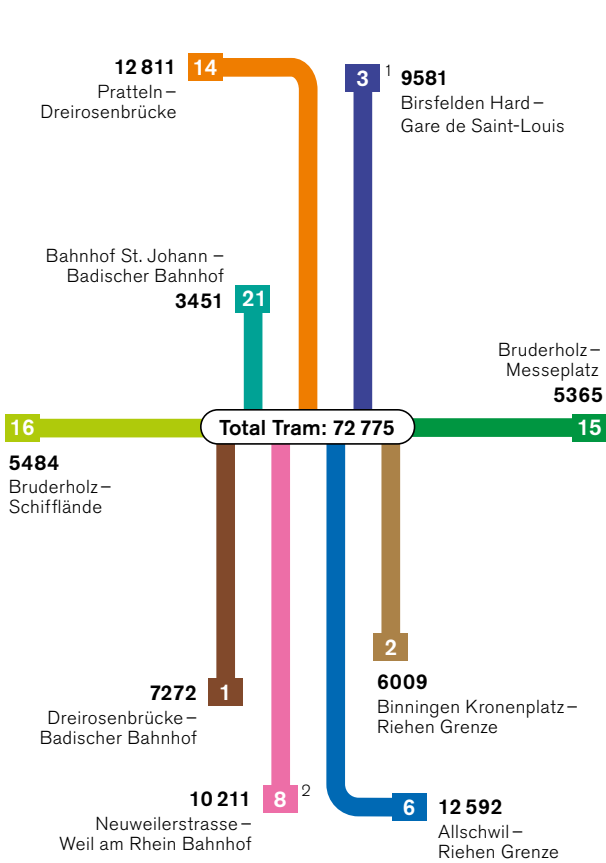 12 811 14
Pratteln–
Dreirosenbrücke
3 1 9581
Birsfelden Hard–
Gare de Saint-Louis
Bahnhof St. Johann –
Badischer Bahnhof
3451 21
Bruderholz–
Messeplatz
5365
16
Total Tram: 72 775
15
5484
Bruderholz–
Schifflände
2
6009
Binningen Kronenplatz–
Riehen Grenze
7272 1
Dreirosenbrücke–
Badischer Bahnhof
10 211 8 2
Neuweilerstrasse–
Weil am Rhein Bahnhof
6 12 592
Allschwil–
Riehen Grenze